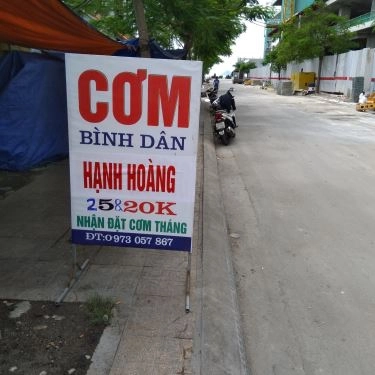 CƠM
BÌNH DÂN
HẠNH HOÀNG
25&20K
NHẬN ĐẶT CƠM THÁNG
ĐT:0973 057 867